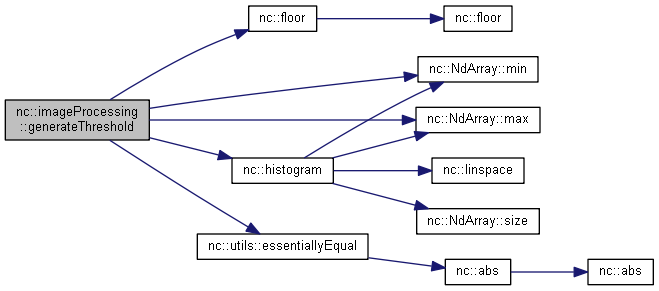 nc::floor
nc::floor
nc::NdArray::min
nc::imageProcessing
::generateThreshold
nc::NdArray::max
nc::histogram
nc::linspace
nc::NdArray::size
nc::utils::essentiallyEqual
nc::abs
nc::abs